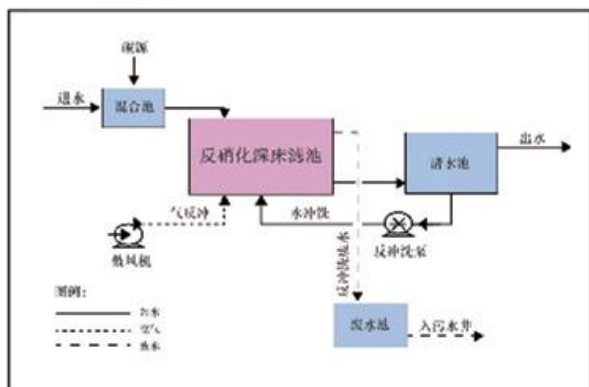 碳源
进水
混合池
反硝化深床滤池
清水池
出水
气反冲
水冲洗
鼓风机
反冲洗泵
反冲洗废水
废水池
入污水井
图例：
污水
空气
废水